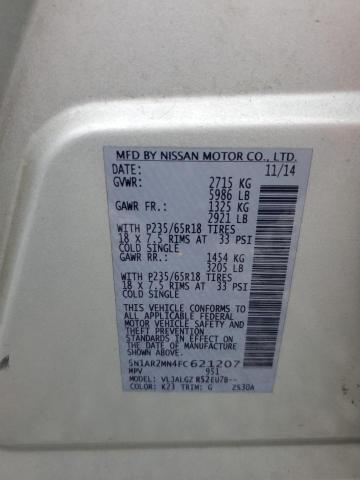 MFD BY NISSAN MOTOR CO., LTD.
DATE: 11/14
GVWR: 2715 KG
5986 LB
GAWR FR.: 1325 KG
2921 LB
WITH P235/65R18 TIRES
18 X 7.5 RIMS AT 33 PSI
COLD SINGLE
GAWR RR.: 1454 KG
3205 LB
WITH P235/65R18 TIRES
18 X 7.5 RIMS AT 33 PSI
COLD SINGLE
THIS VEHICLE CONFORMS TO
ALL APPLICABLE FEDERAL
MOTOR VEHICLE SAFETY AND
THEFT PREVENTION
STANDARDS IN EFFECT ON
THE DATE OF MANUFACTURE
SHOWN ABOVE.
5N1AR2MN4FC621207
MPV 951
MODEL: VLJALGZ R52EU7B--
COLOR: K23 TRIM: G ZS30A